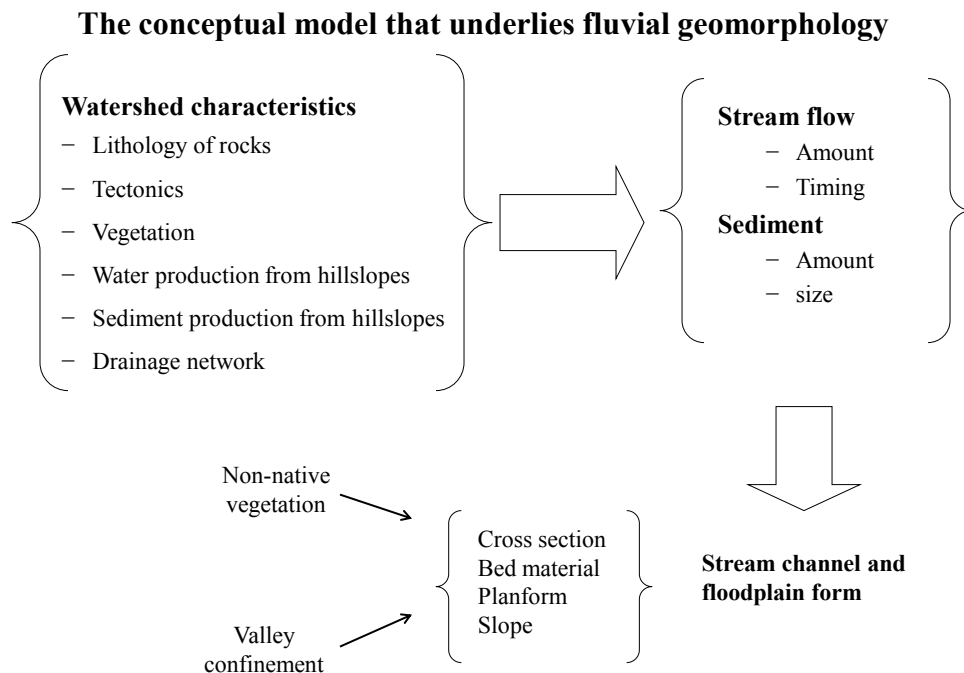 The conceptual model that underlies fluvial geomorphology
Watershed characteristics
– Lithology of rocks
– Tectonics
– Vegetation
– Water production from hillslopes
– Sediment production from hillslopes
– Drainage network
Stream flow
– Amount
– Timing
Sediment
– Amount
– size
Non-native
vegetation
Valley
confinement
Cross section
Bed material
Planform
Slope
Stream channel and
floodplain form